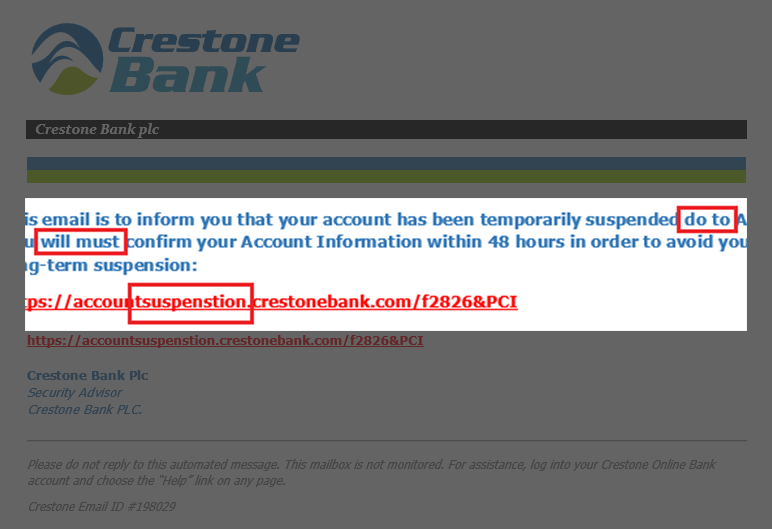 Crestone
Bank
Crestone Bank plc
is email is to inform you that your account has been temporarily suspended do to A
will must confirm your Account Information within 48 hours in order to avoid you
g-term suspension:
ps://accountsuspenstion.crestonebank.com/f2826&PCI
https://accountsuspenstion.crestonebank.com/f2826&PCI
Crestone Bank Plc
Security Advisor
Crestone Bank PLC.
Please do not reply to this automated message. This mailbox is not monitored. For assistance, log into your Crestone Online Bank
account and choose the "Help" link on any page.
Crestone Email ID #198029